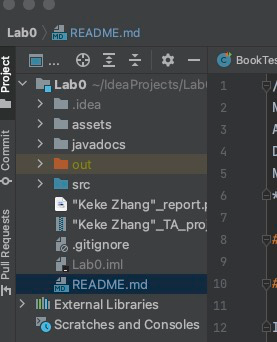 Lab0 README.md
... BookTes
Project
Commit
Pull Requests
Lab0 ~/IdeaProjects/Lab
.idea
assets
javadocs
out
src
"Keke Zhang"_report.p
"Keke Zhang"_TA_proj
.gitignore
Lab0.iml
README.md
External Libraries
Scratches and Consoles
1 /
2 M
3 A
4 D
5 M
6 *
7
8 #
9
10 #
11
12 I